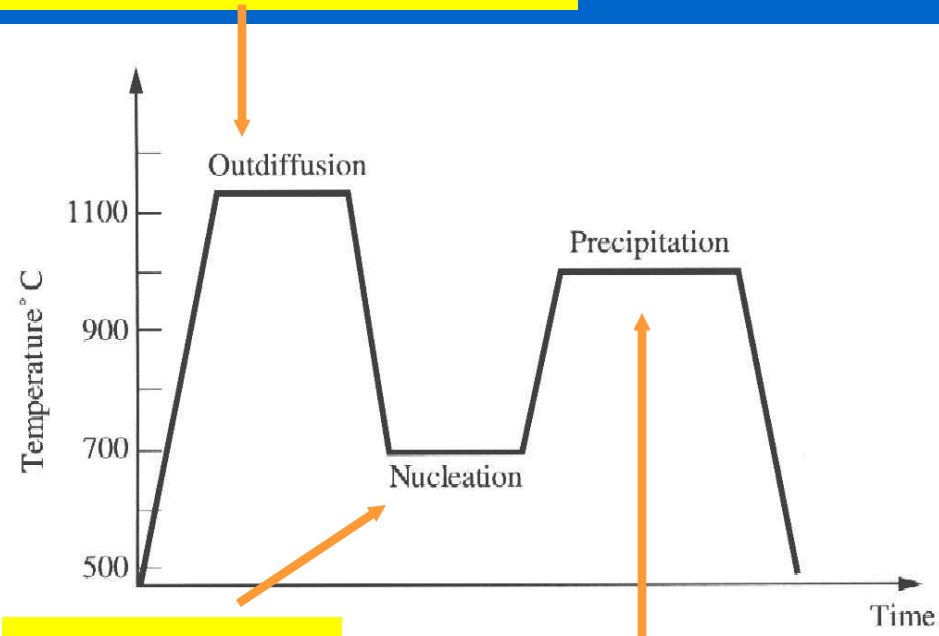 Outdiffusion
1100
Precipitation
900
700
Nucleation
500
Temperature°C
Time